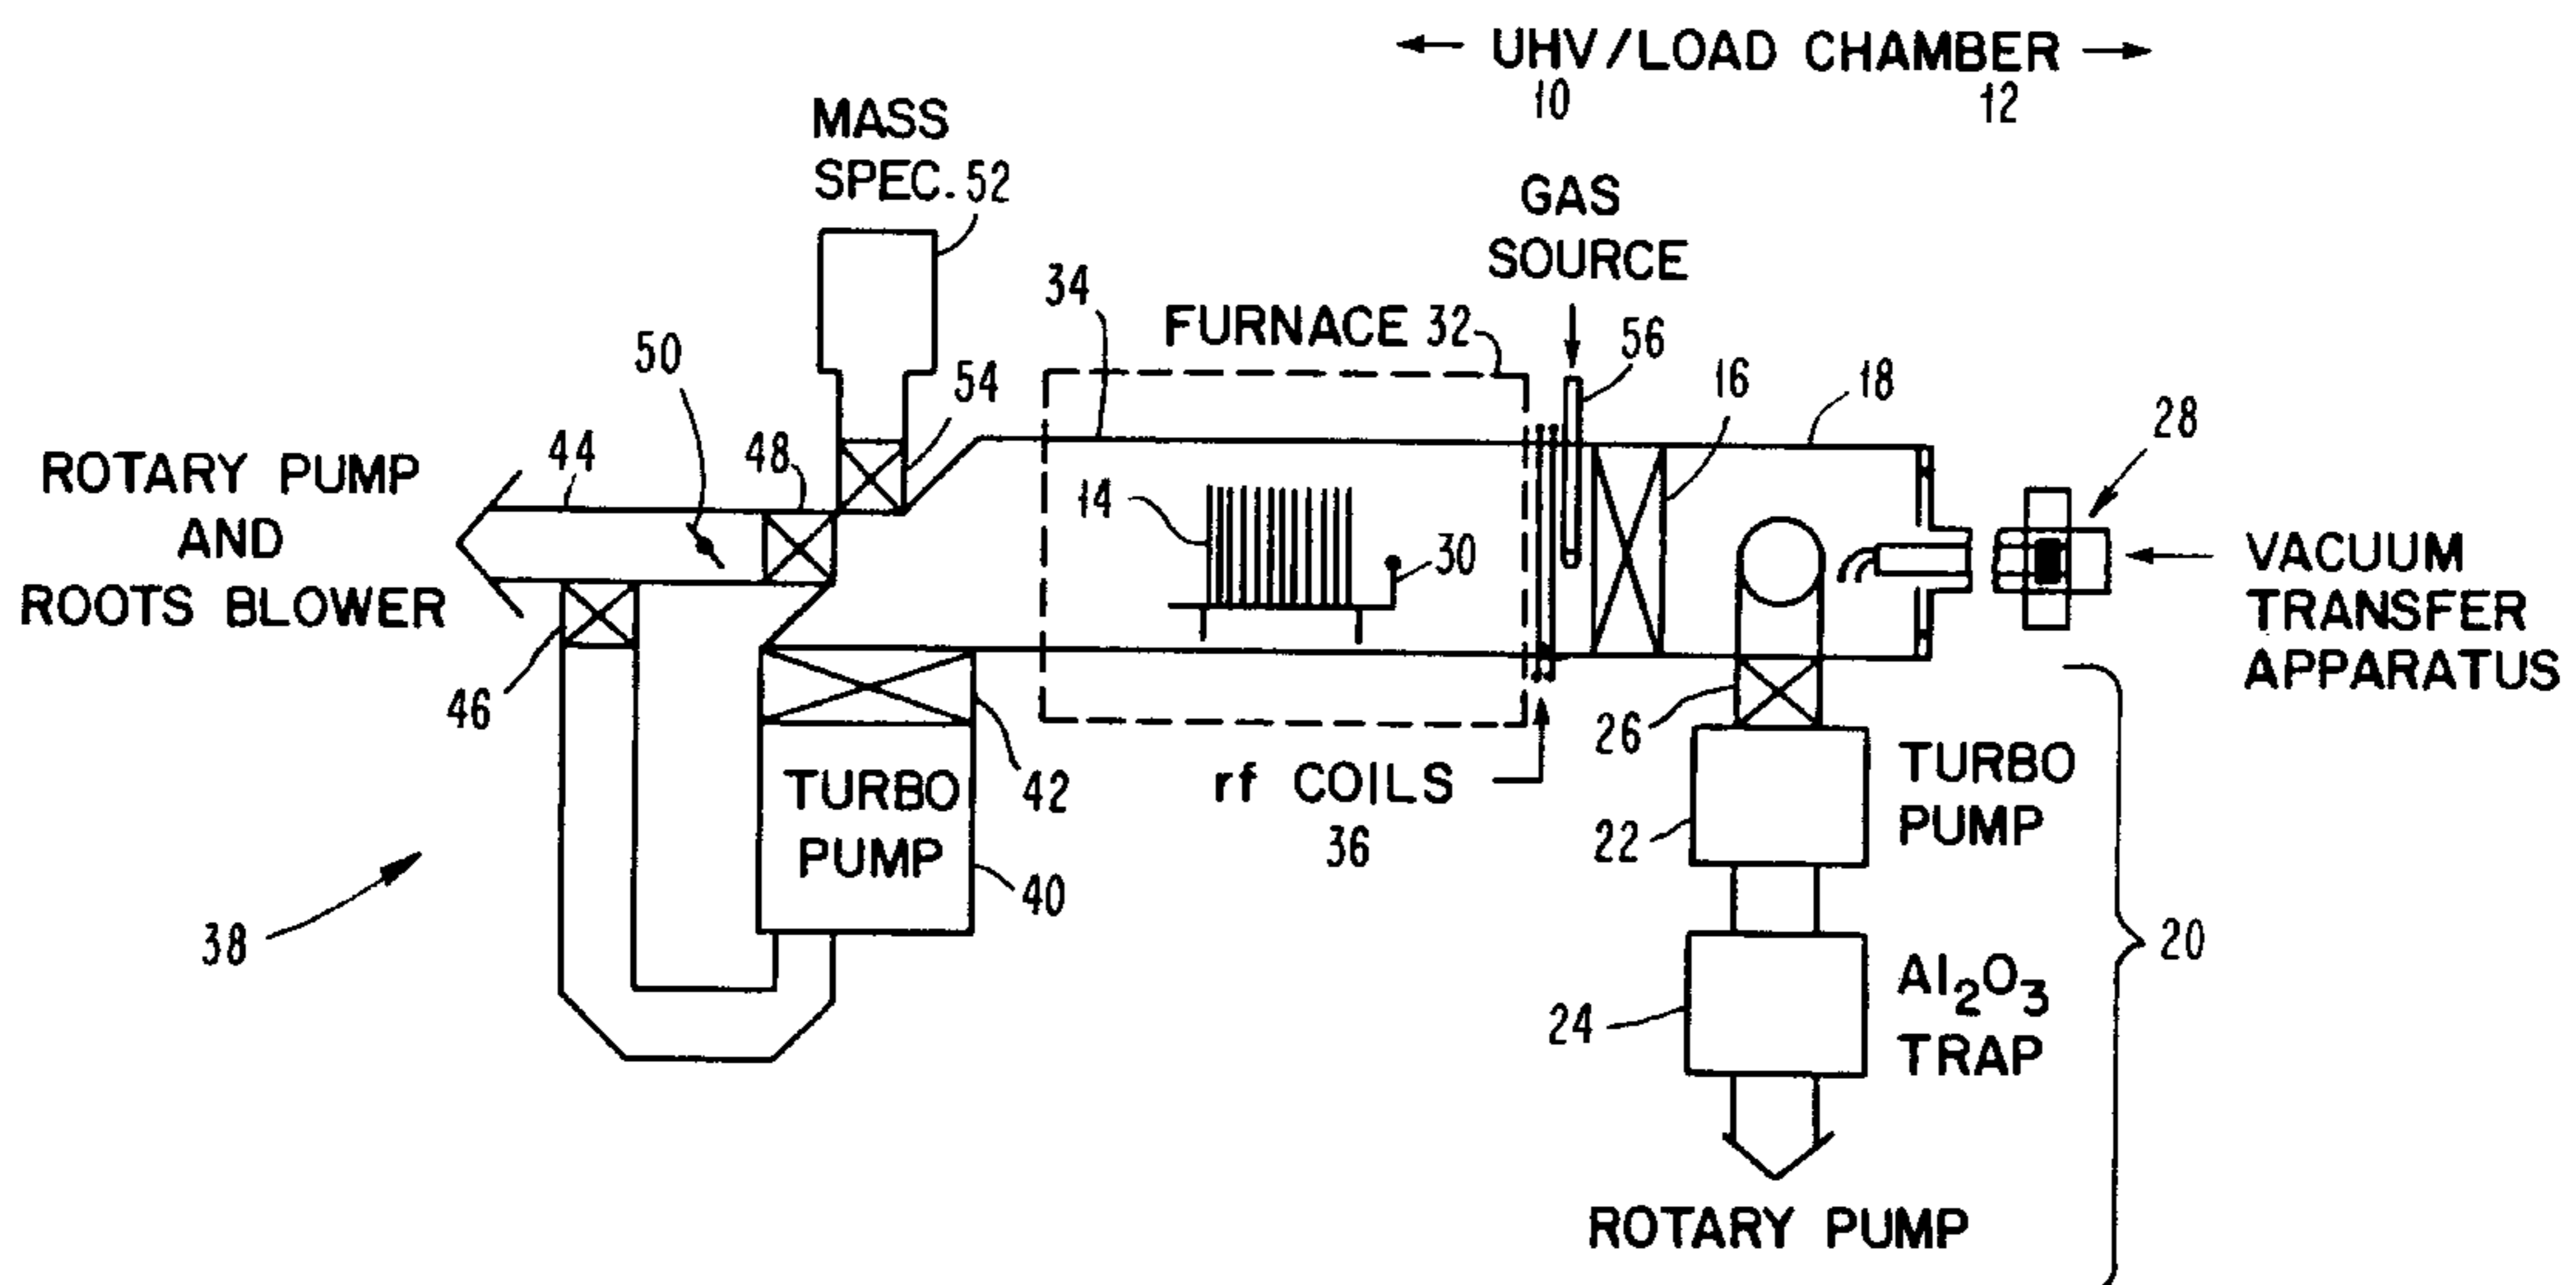 ← UHV/LOAD CHAMBER →
10 12
MASS
SPEC. 52
GAS
SOURCE
34
FURNACE 32
56
50
54
16
18
28
ROTARY PUMP
AND
ROOTS BLOWER
44
48
14
30
VACUUM
TRANSFER
APPARATUS
46
42
rf COILS
36
26
TURBO
PUMP
40
22
TURBO
PUMP
38
20
24
Al2O3
TRAP
ROTARY PUMP